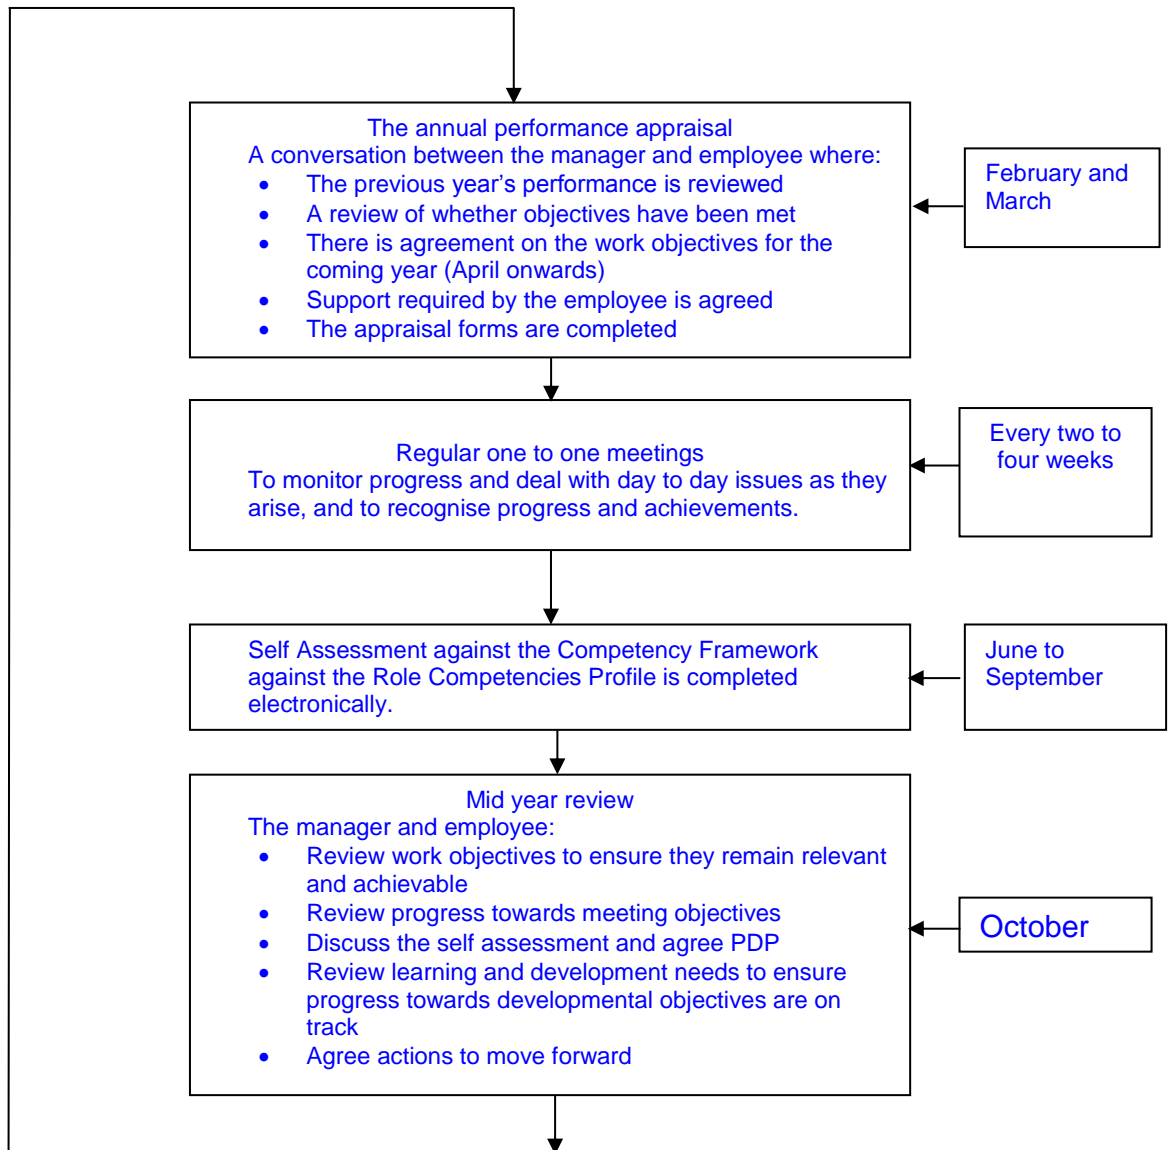 The annual performance appraisal
A conversation between the manager and employee where:
• The previous year's performance is reviewed
• A review of whether objectives have been met
• There is agreement on the work objectives for the
coming year (April onwards)
• Support required by the employee is agreed
• The appraisal forms are completed
February and
March
Regular one to one meetings
To monitor progress and deal with day to day issues as they
arise, and to recognise progress and achievements.
Every two to
four weeks
Self Assessment against the Competency Framework
against the Role Competencies Profile is completed
electronically.
June to
September
Mid year review
The manager and employee:
• Review work objectives to ensure they remain relevant
and achievable
• Review progress towards meeting objectives
• Discuss the self assessment and agree PDP
• Review learning and development needs to ensure
progress towards developmental objectives are on
track
• Agree actions to move forward
October